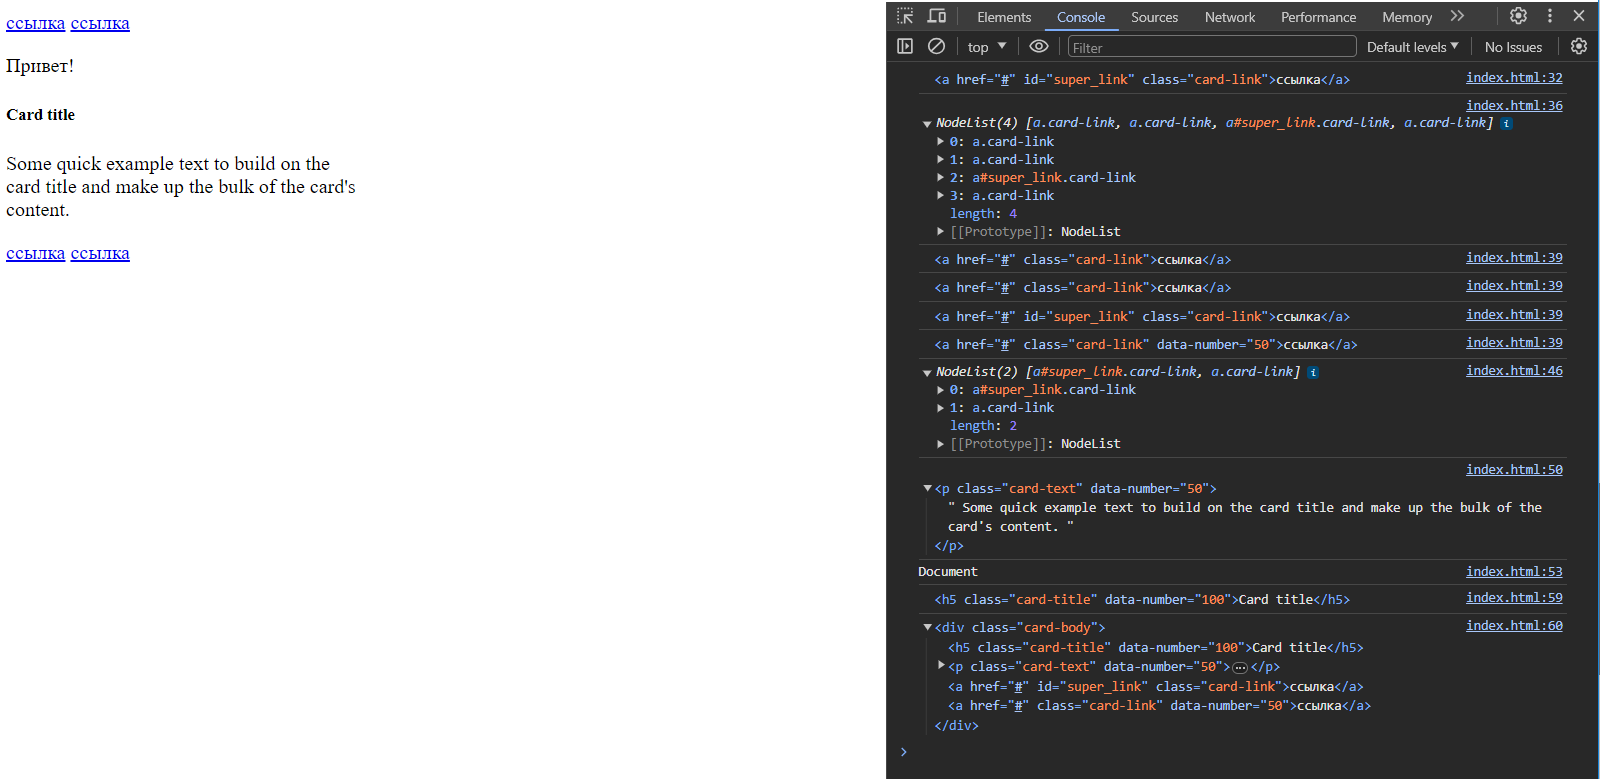 ссылка ссылка
Привет!
Card title
Some quick example text to build on the
card title and make up the bulk of the card's
content.
ссылка ссылка
Elements Console Sources Network Performance Memory
top Filter Default levels No Issues
<a href="#" id="super_link" class="card-link">ссылка</a> index.html:32
index.html:36
NodeList(4) [a.card-link, a.card-link, a#super_link.card-link, a.card-link] i
0: a.card-link
1: a.card-link
2: a#super_link.card-link
3: a.card-link
length: 4
[[Prototype]]: NodeList
<a href="#" class="card-link">ссылка</a> index.html:39
<a href="#" class="card-link">ссылка</a> index.html:39
<a href="#" id="super_link" class="card-link">ссылка</a> index.html:39
<a href="#" class="card-link" data-number="50">ссылка</a> index.html:39
NodeList(2) [a#super_link.card-link, a.card-link] i index.html:46
0: a#super_link.card-link
1: a.card-link
length: 2
[[Prototype]]: NodeList
index.html:50
<p class="card-text" data-number="50">
" Some quick example text to build on the card title and make up the bulk of the
card's content. "
</p>
Document index.html:53
<h5 class="card-title" data-number="100">Card title</h5> index.html:59
<div class="card-body"> index.html:60
<h5 class="card-title" data-number="100">Card title</h5>
<p class="card-text" data-number="50">…</p>
<a href="#" id="super_link" class="card-link">ссылка</a>
<a href="#" class="card-link" data-number="50">ссылка</a>
</div>